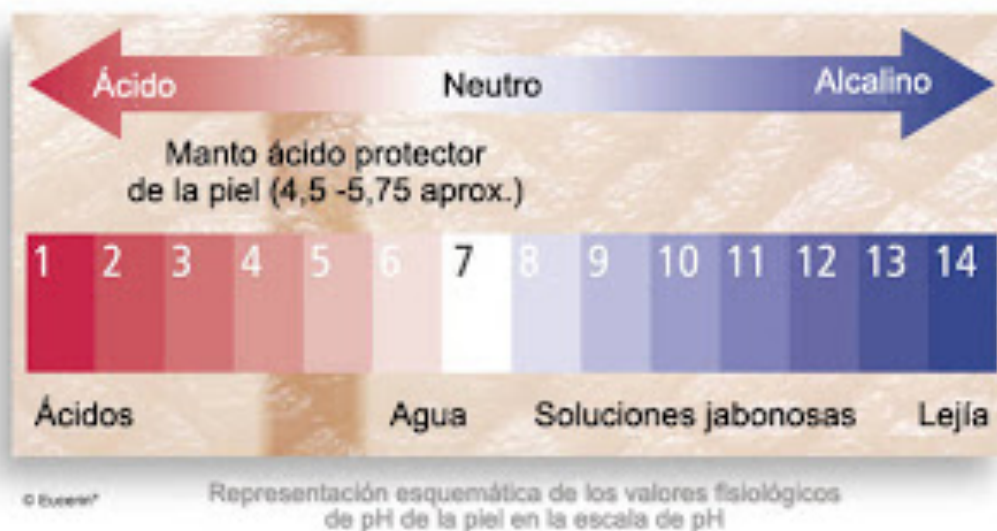 Ácido Neutro Alcalino
Manto ácido protector
de la piel (4,5 -5,75 aprox.)
1 2 3 4 5 6 7 8 9 10 11 12 13 14
Ácidos Agua Soluciones jabonosas Lejía
© Eucerin®
Representación esquemática de los valores fisiológicos
de pH de la piel en la escala de pH